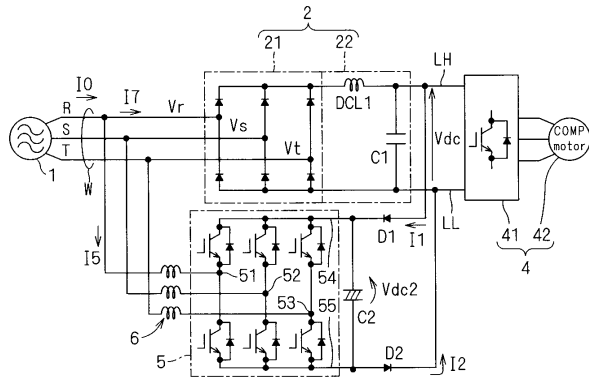 2
21 22
I0 I7
R
S
T
Vr
Vs
Vt
DCL1
LH
C1
Vdc
COMP
motor
1
W
LL
41 42
4
D1 I1
I5
51 52 54
53 55
C2 Vdc2
6
5
D2 I2